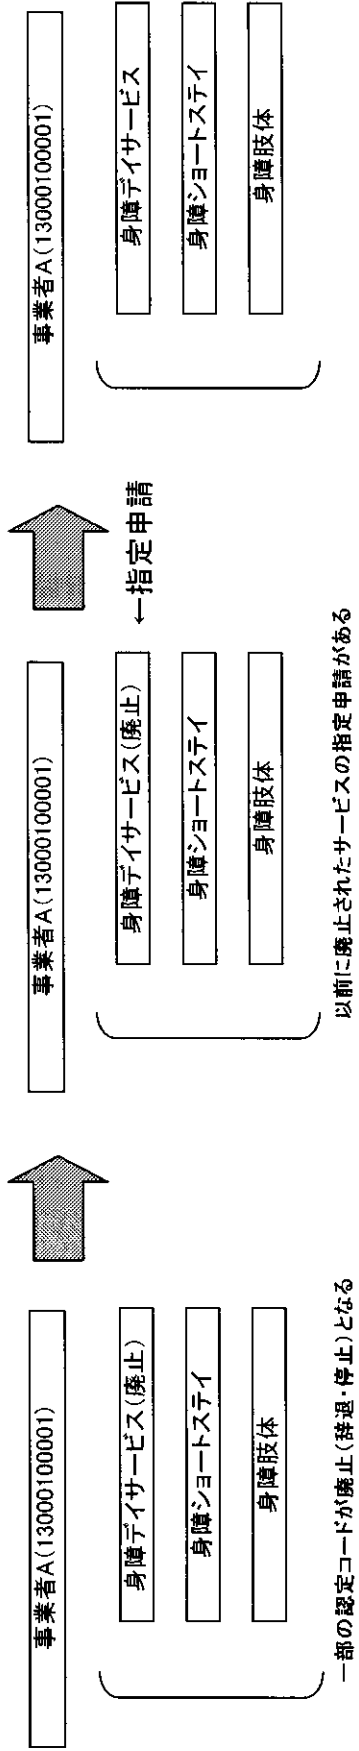 事業者A(13000100001)
身障デイサービス(廃止)
身障ショートステイ
身障肢体
一部の認定コードが廃止(辞退・停止)となる
事業者A(13000100001)
身障デイサービス(廃止)
←指定申請
身障ショートステイ
身障肢体
以前に廃止されたサービスの指定申請がある
事業者A(13000100001)
身障デイサービス
身障ショートステイ
身障肢体